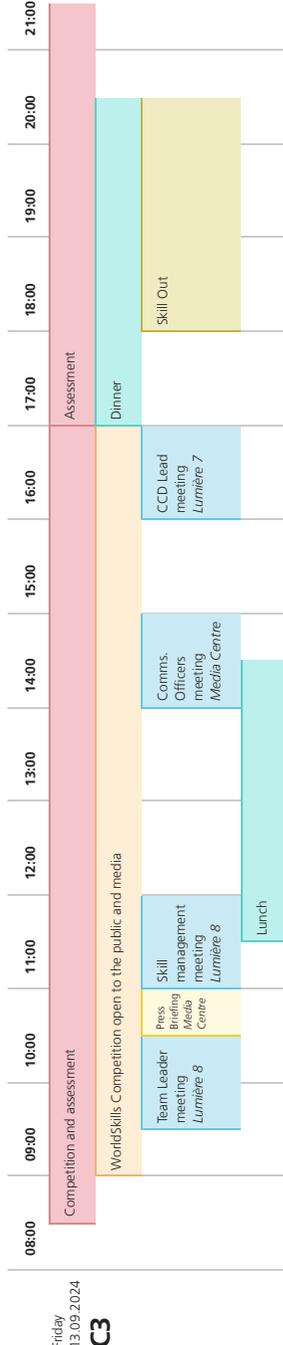 08:00
09:00
10:00
11:00
12:00
13:00
14:00
15:00
16:00
17:00
18:00
19:00
20:00
21:00
Friday
13.09.2024
C3
Competition and assessment
Assessment
WorldSkills Competition open to the public and media
Dinner
Team Leader
meeting
Lumière 8
Press
Briefing
Media
Centre
Skill
management
meeting
Lumière 8
Comms.
Officers
meeting
Media Centre
CCD Lead
meeting
Lumière 7
Skill Out
Lunch